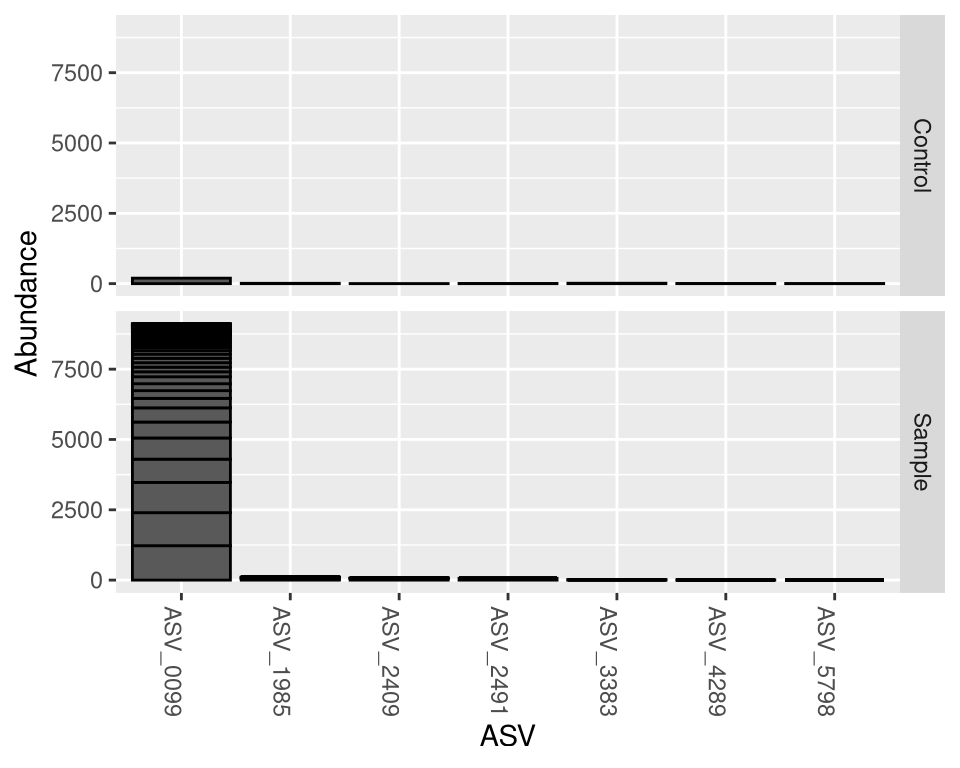 Abundance
7500
5000
2500
0
Control
7500
5000
2500
0
Sample
ASV_0099
ASV_1985
ASV_2409
ASV_2491
ASV_3383
ASV_4289
ASV_5798
ASV